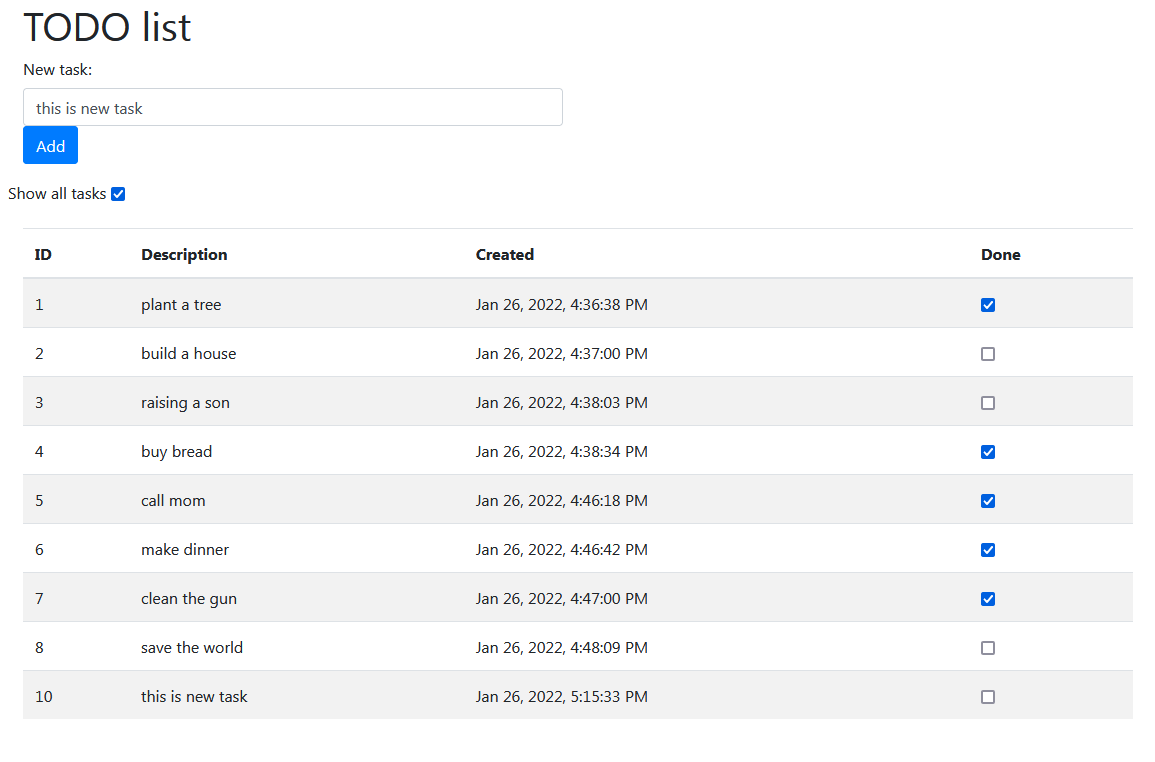 TODO list
New task:
this is new task
Add
Show all tasks
ID Description Created Done
1 plant a tree Jan 26, 2022, 4:36:38 PM
2 build a house Jan 26, 2022, 4:37:00 PM
3 raising a son Jan 26, 2022, 4:38:03 PM
4 buy bread Jan 26, 2022, 4:38:34 PM
5 call mom Jan 26, 2022, 4:46:18 PM
6 make dinner Jan 26, 2022, 4:46:42 PM
7 clean the gun Jan 26, 2022, 4:47:00 PM
8 save the world Jan 26, 2022, 4:48:09 PM
10 this is new task Jan 26, 2022, 5:15:33 PM